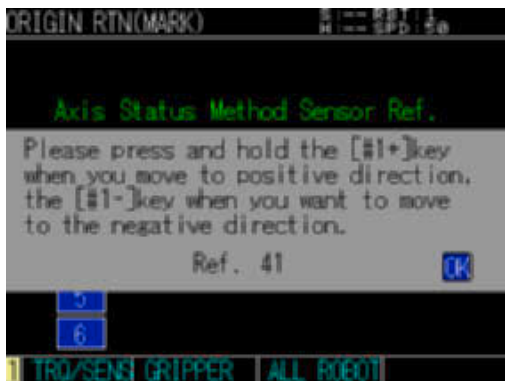 ORIGIN RTN(MARK)
SPD:50
Axis Status Method Sensor Ref.
Please press and hold the [#1+]key
when you move to positive direction,
the [#1-]key when you want to move
to the negative direction.
Ref. 41 OK
5
6
1 TRQ/SENS GRIPPER ALL ROBOT